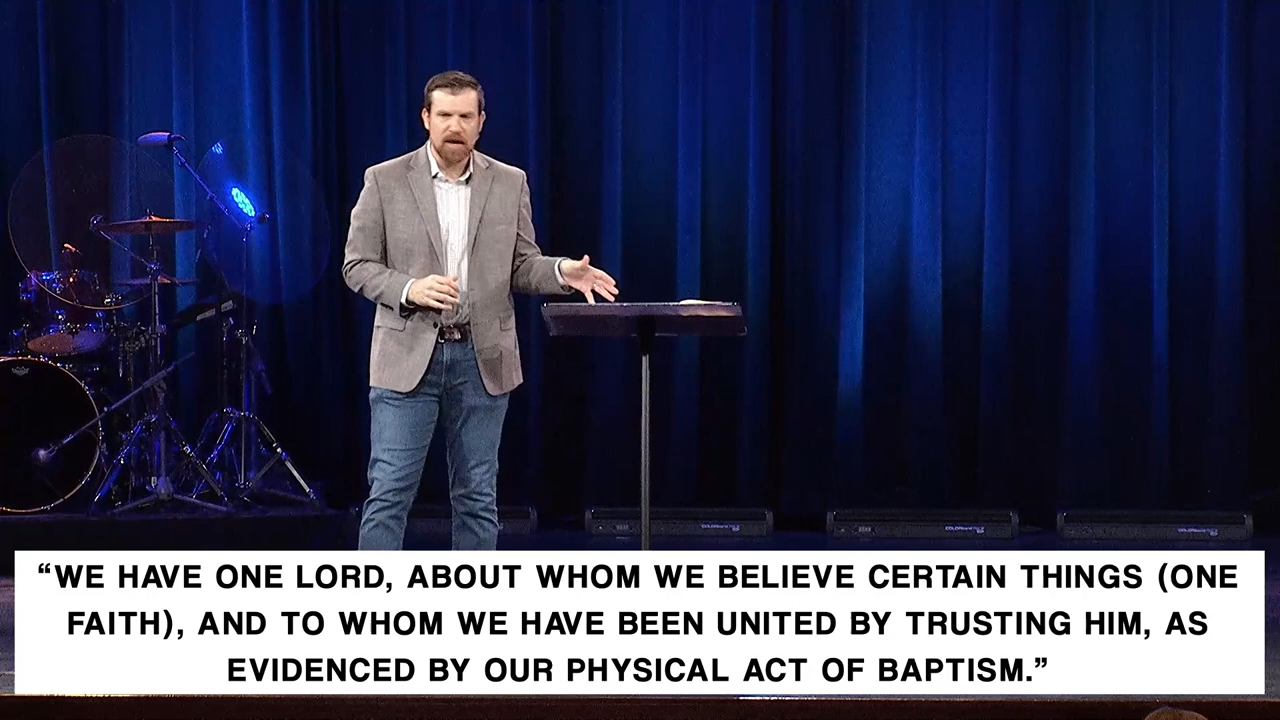 “WE HAVE ONE LORD, ABOUT WHOM WE BELIEVE CERTAIN THINGS (ONE
FAITH), AND TO WHOM WE HAVE BEEN UNITED BY TRUSTING HIM, AS
EVIDENCED BY OUR PHYSICAL ACT OF BAPTISM.”